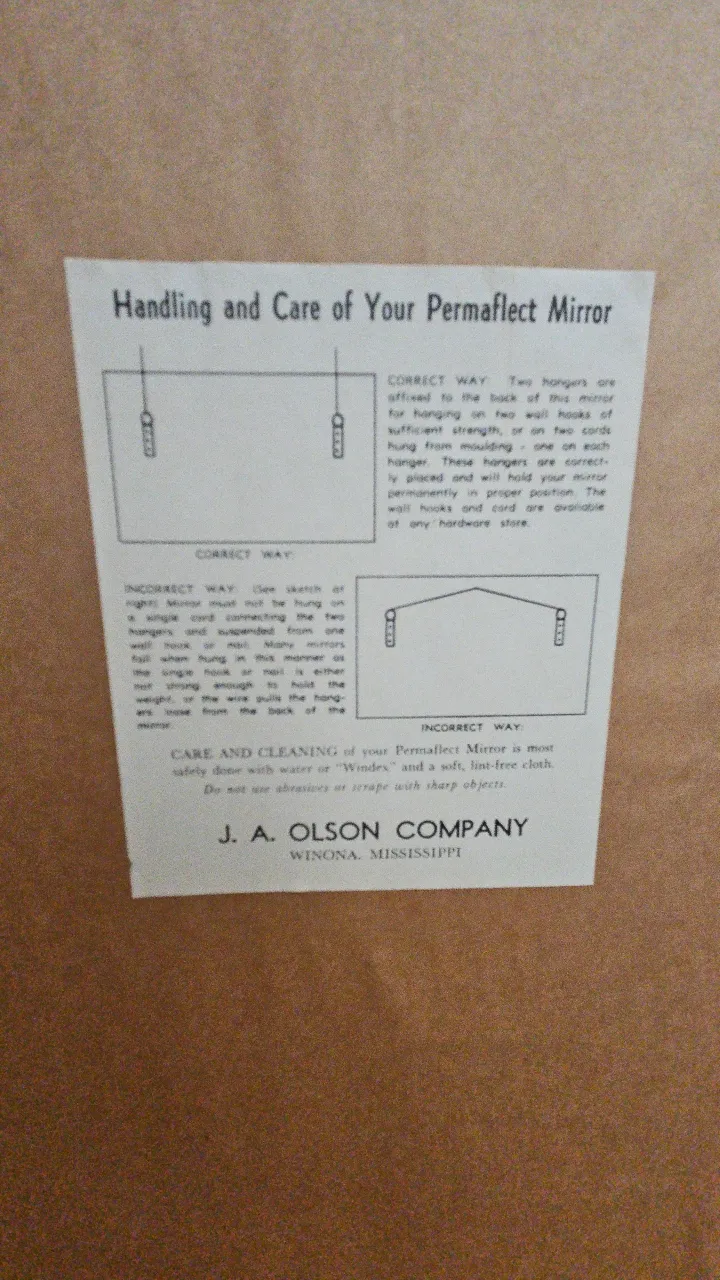 Handling and Care of Your Permaflect Mirror
CORRECT WAY: Two hangers are
affixed to the back of this mirror
for hanging on two wall hooks of
sufficient strength, or on two cords
hung from moulding - one on each
hanger. These hangers are correct-
ly placed and will hold your mirror
permanently in proper position. The
wall hooks and cord are available
at any hardware store.
CORRECT WAY:
INCORRECT WAY: (See sketch at
right) Mirror must not be hung on
a single cord connecting the two
hangers and suspended from one
wall hook or nail. Many mirrors
fall when hung in this manner as
the single hook or nail is either
not strong enough to hold the
weight, or the wire pulls the hang-
ers loose from the back of the
mirror.
INCORRECT WAY:
CARE AND CLEANING of your Permaflect Mirror is most
safely done with water or "Windex" and a soft, lint-free cloth.
Do not use abrasives or scrape with sharp objects.
J. A. OLSON COMPANY
WINONA, MISSISSIPPI